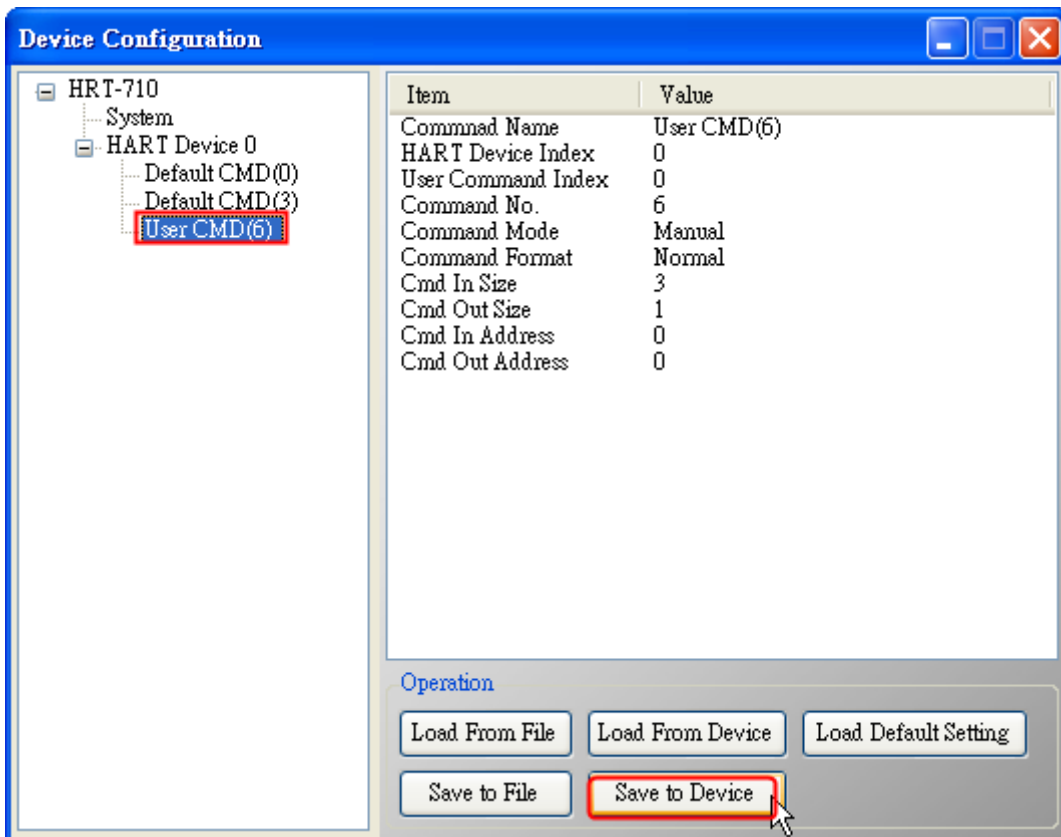 Device Configuration
HRT-710
System
HART Device 0
Default CMD(0)
Default CMD(3)
User CMD(6)
Item Value
Commnad Name User CMD(6)
HART Device Index 0
User Command Index 0
Command No. 6
Command Mode Manual
Command Format Normal
Cmd In Size 3
Cmd Out Size 1
Cmd In Address 0
Cmd Out Address 0
Operation
Load From File Load From Device Load Default Setting
Save to File Save to Device